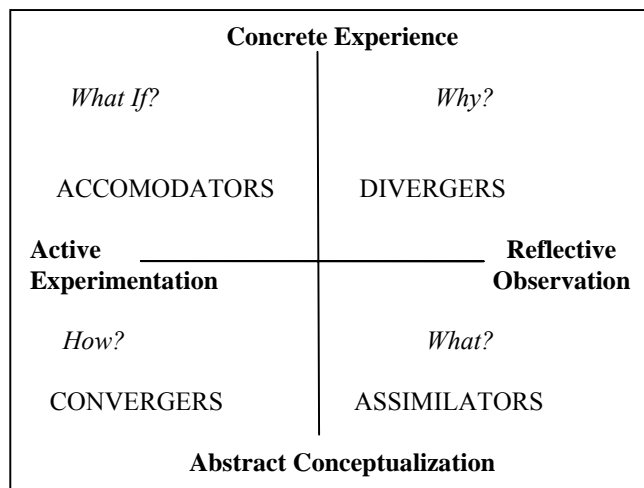 Concrete Experience
What If?
Why?
ACCOMODATORS
DIVERGERS
Active
Experimentation
Reflective
Observation
How?
What?
CONVERGERS
ASSIMILATORS
Abstract Conceptualization